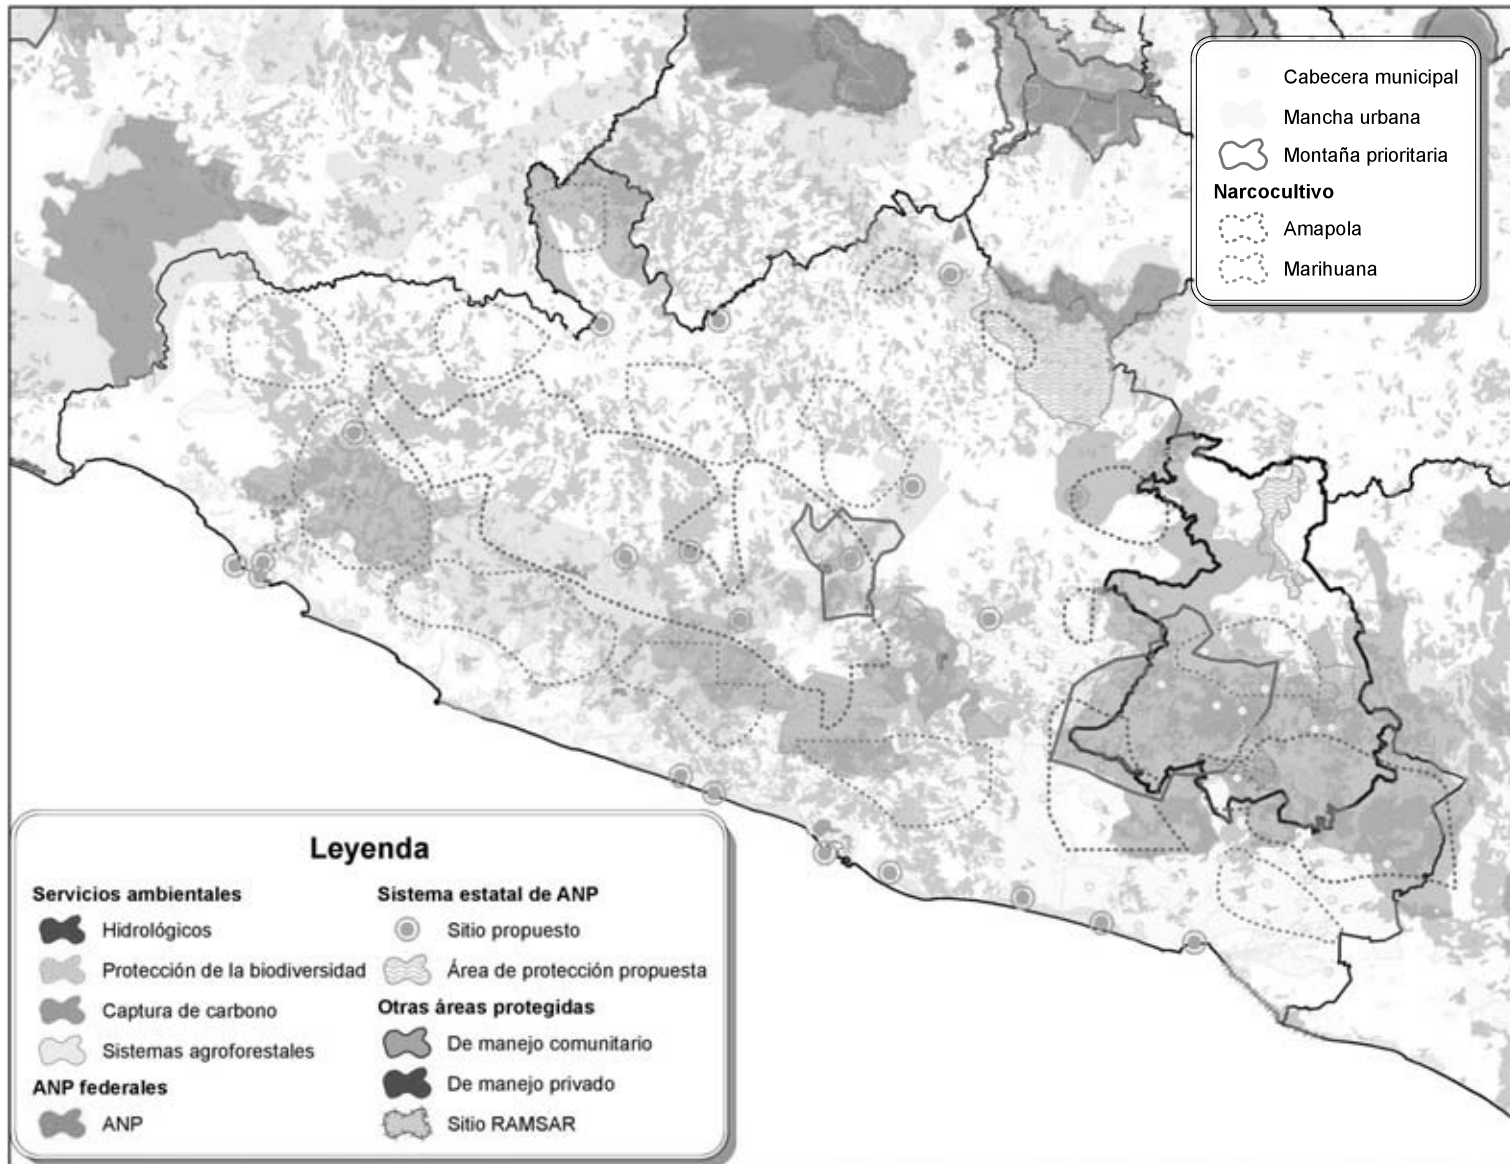 Cabecera municipal
Mancha urbana
Montaña prioritaria
Narcocultivo
Amapola
Marihuana
Leyenda
Servicios ambientales
Hidrológicos
Protección de la biodiversidad
Captura de carbono
Sistemas agroforestales
ANP federales
ANP
Sistema estatal de ANP
Sitio propuesto
Área de protección propuesta
Otras áreas protegidas
De manejo comunitario
De manejo privado
Sitio RAMSAR